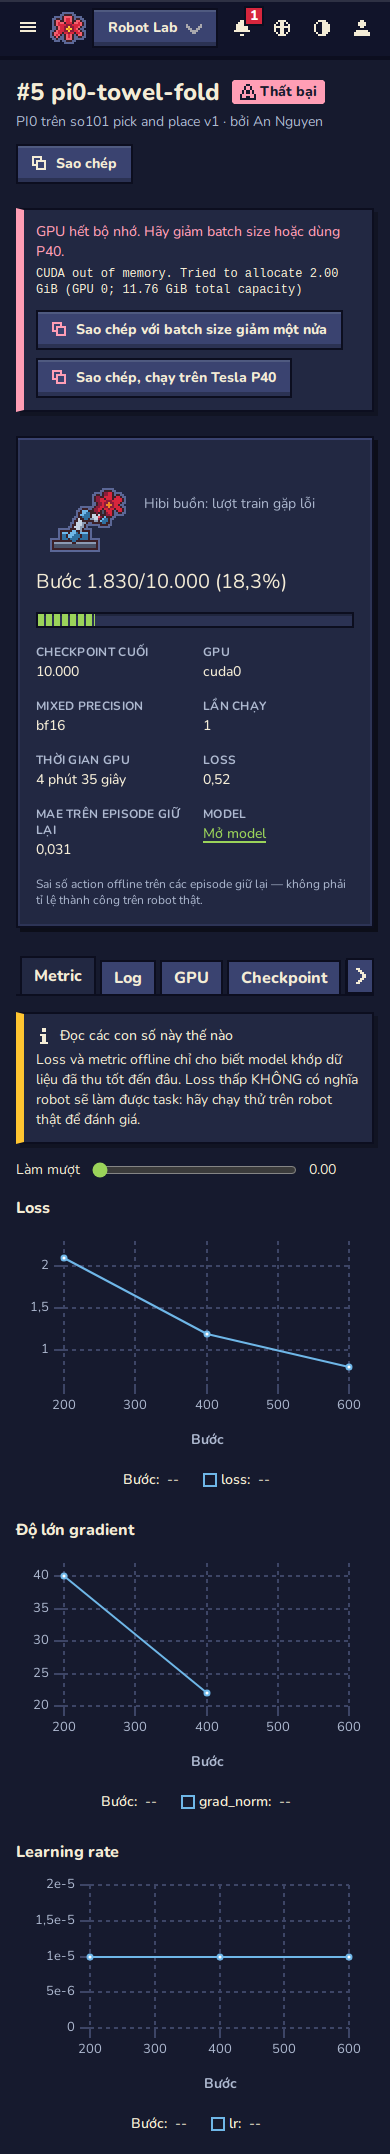 Robot Lab
1
#5 pi0-towel-fold
Thất bại
PI0 trên so101 pick and place v1 · bởi An Nguyen
Sao chép
GPU hết bộ nhớ. Hãy giảm batch size hoặc dùng
P40.
CUDA out of memory. Tried to allocate 2.00
GiB (GPU 0; 11.76 GiB total capacity)
Sao chép với batch size giảm một nửa
Sao chép, chạy trên Tesla P40
Hibi buồn: lượt train gặp lỗi
Bước 1.830/10.000 (18,3%)
CHECKPOINT CUỐI
10.000
GPU
cuda0
MIXED PRECISION
bf16
LẦN CHẠY
1
THỜI GIAN GPU
4 phút 35 giây
LOSS
0,52
MAE TRÊN EPISODE GIỮ
LẠI
0,031
MODEL
Mở model
Sai số action offline trên các episode giữ lại — không phải
tỉ lệ thành công trên robot thật.
Metric
Log
GPU
Checkpoint
Đọc các con số này thế nào
Loss và metric offline chỉ cho biết model khớp dữ
liệu đã thu tốt đến đâu. Loss thấp KHÔNG có nghĩa
robot sẽ làm được task: hãy chạy thử trên robot
thật để đánh giá.
Làm mượt
0.00
Loss
2
1,5
1
200 300 400 500 600
Bước
Bước: -- loss: --
Độ lớn gradient
40
35
30
25
20
200 300 400 500 600
Bước
Bước: -- grad_norm: --
Learning rate
2e-5
1,5e-5
1e-5
5e-6
0
200 300 400 500 600
Bước
Bước: -- lr: --